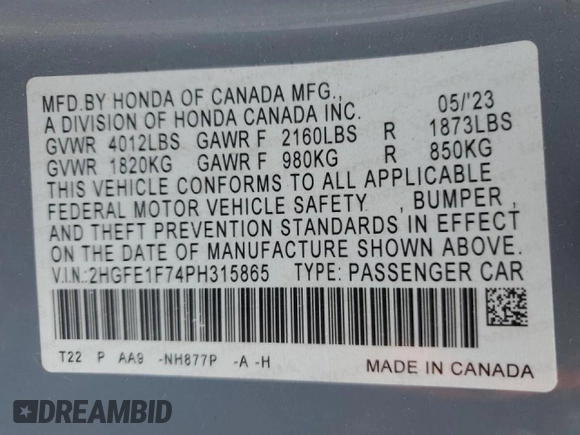 MFD.BY HONDA OF CANADA MFG., 05/'23
A DIVISION OF HONDA CANADA INC.
GVWR 4012LBS GAWR F 2160LBS R 1873LBS
GVWR 1820KG GAWR F 980KG R 850KG
THIS VEHICLE CONFORMS TO ALL APPLICABLE
FEDERAL MOTOR VEHICLE SAFETY , BUMPER ,
AND THEFT PREVENTION STANDARDS IN EFFECT
ON THE DATE OF MANUFACTURE SHOWN ABOVE.
V.I.N.:2HGFE1F74PH315865 TYPE: PASSENGER CAR
T22 P AA9 -NH877P -A -H
MADE IN CANADA
DREAMBID